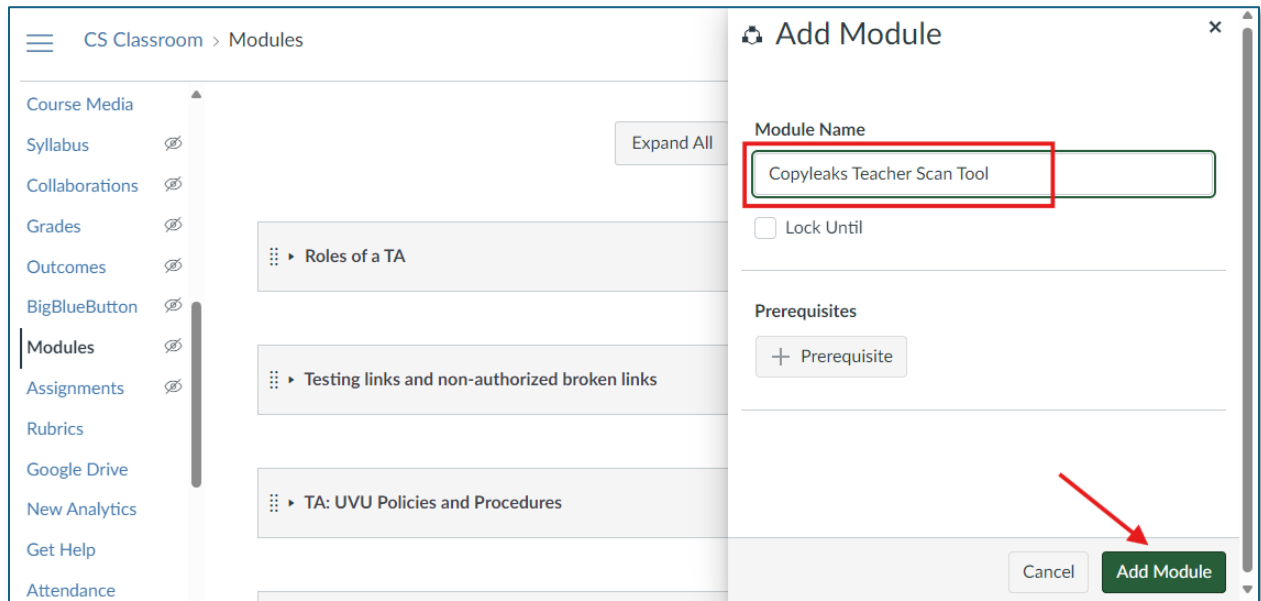 CS Classroom > Modules
Course Media
Syllabus
Collaborations
Grades
Outcomes
BigBlueButton
Modules
Assignments
Rubrics
Google Drive
New Analytics
Get Help
Attendance
Expand All
Roles of a TA
Testing links and non-authorized broken links
TA: UVU Policies and Procedures
Add Module
Module Name
Copyleaks Teacher Scan Tool
Lock Until
Prerequisites
+ Prerequisite
Cancel
Add Module